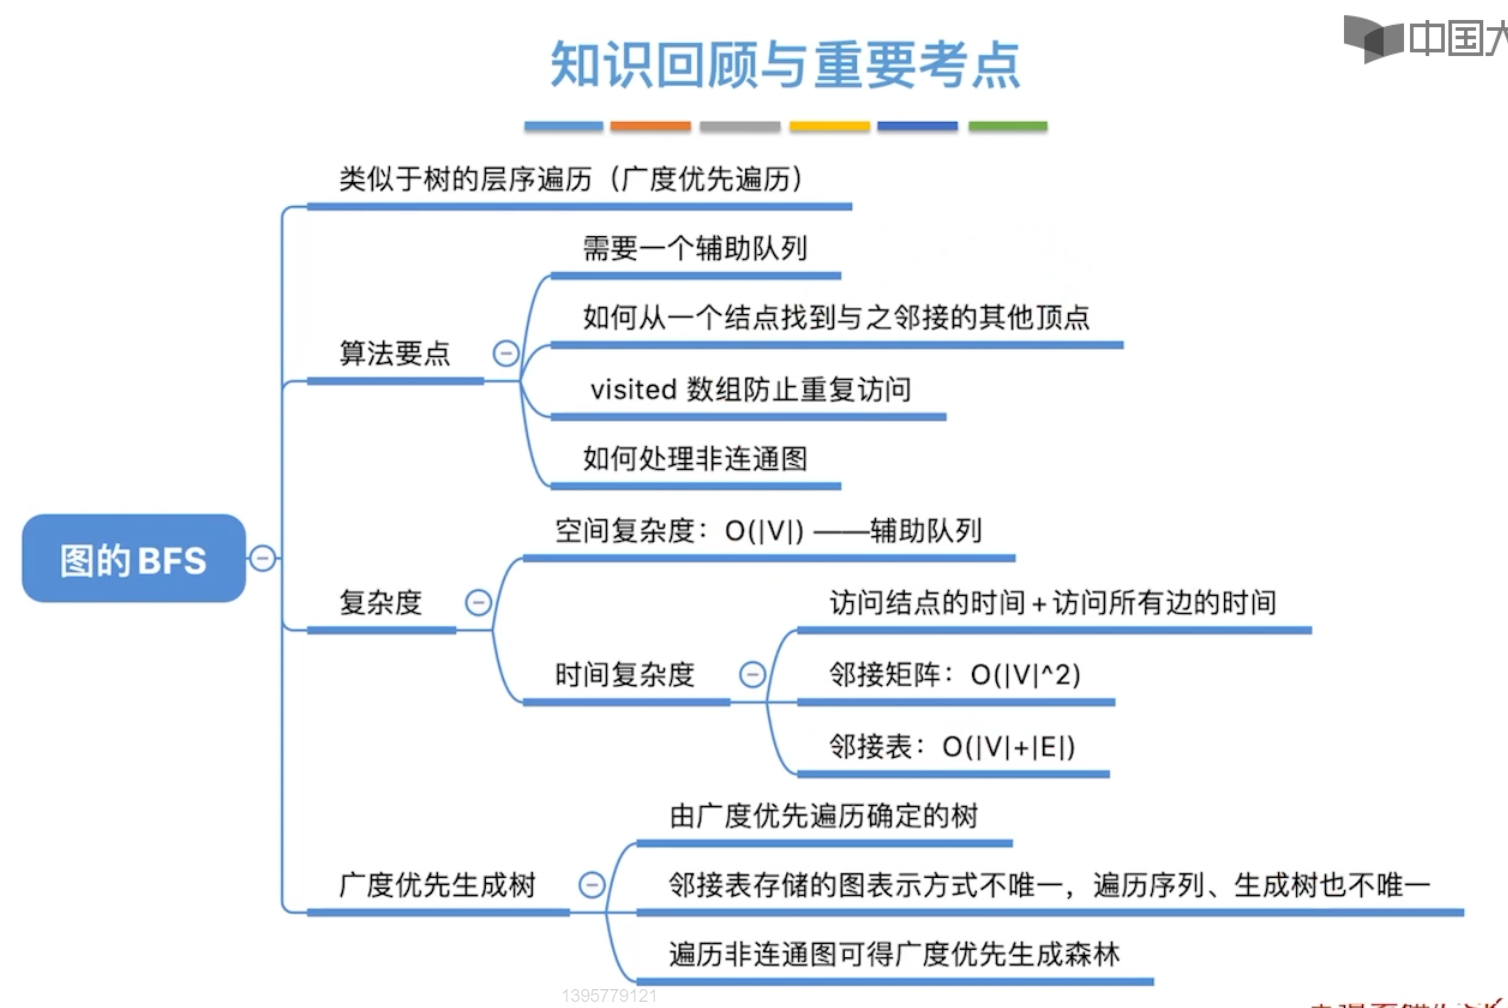 中国大
知识回顾与重要考点
类似于树的层序遍历（广度优先遍历）
需要一个辅助队列
如何从一个结点找到与之邻接的其他顶点
算法要点
visited 数组防止重复访问
如何处理非连通图
空间复杂度：O(|V|) ——辅助队列
图的 BFS
复杂度
访问结点的时间 + 访问所有边的时间
时间复杂度
邻接矩阵：O(|V|^2)
邻接表：O(|V|+|E|)
由广度优先遍历确定的树
广度优先生成树
邻接表存储的图表示方式不唯一，遍历序列、生成树也不唯一
遍历非连通图可得广度优先生成森林
1395779121